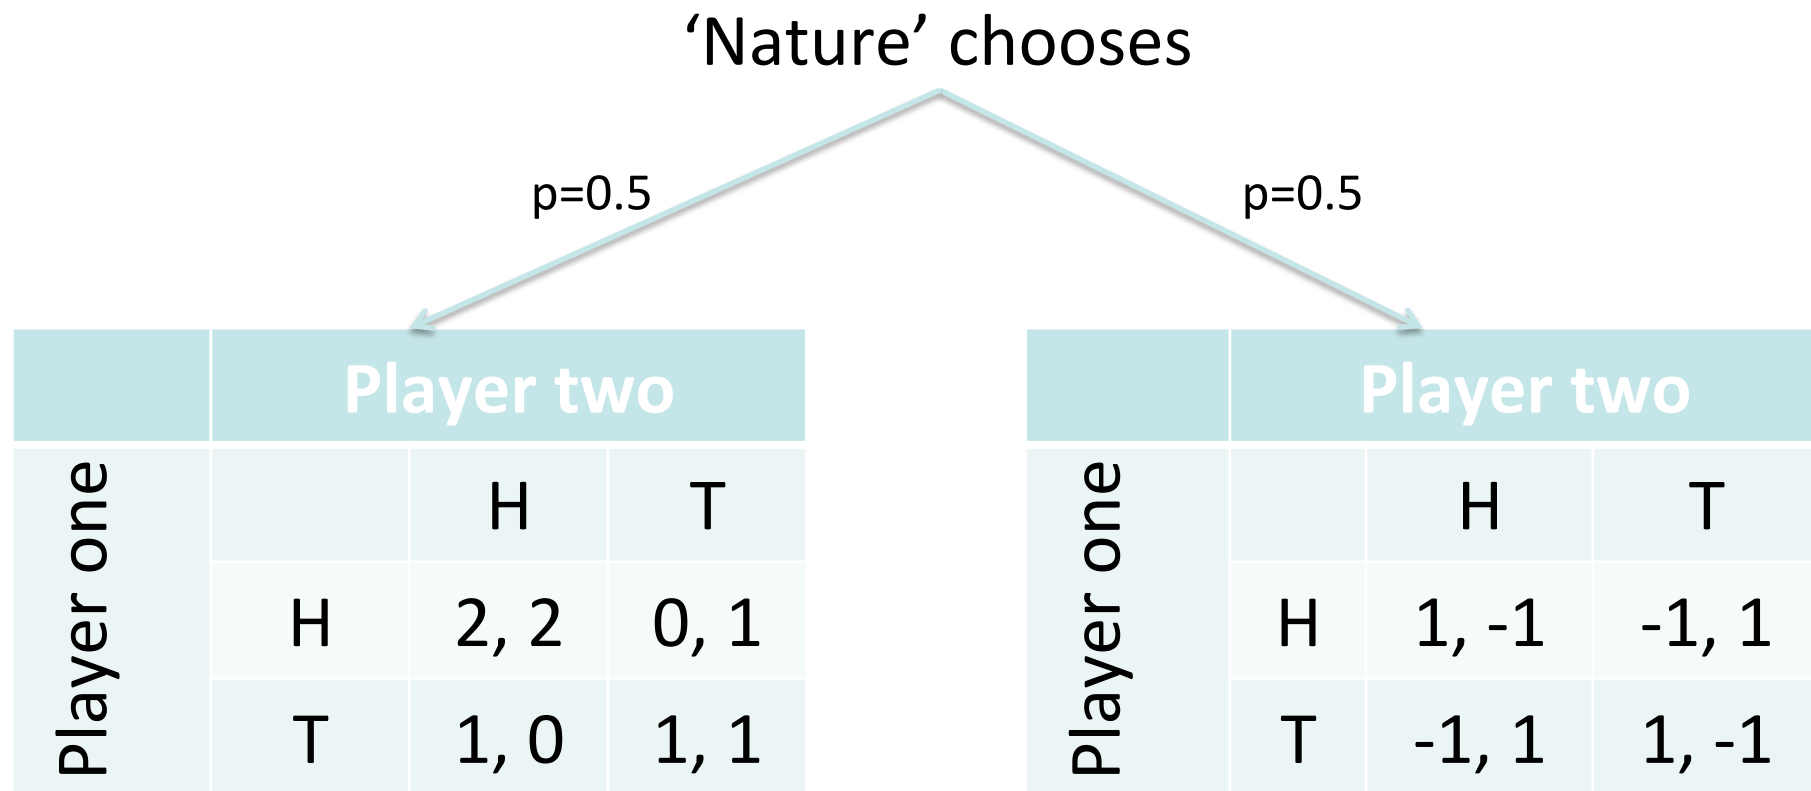 ‘Nature’ chooses
p=0.5 p=0.5
Player two Player two
Player one
H T
H 2, 2 0, 1
T 1, 0 1, 1
Player one
H T
H 1, -1 -1, 1
T -1, 1 1, -1